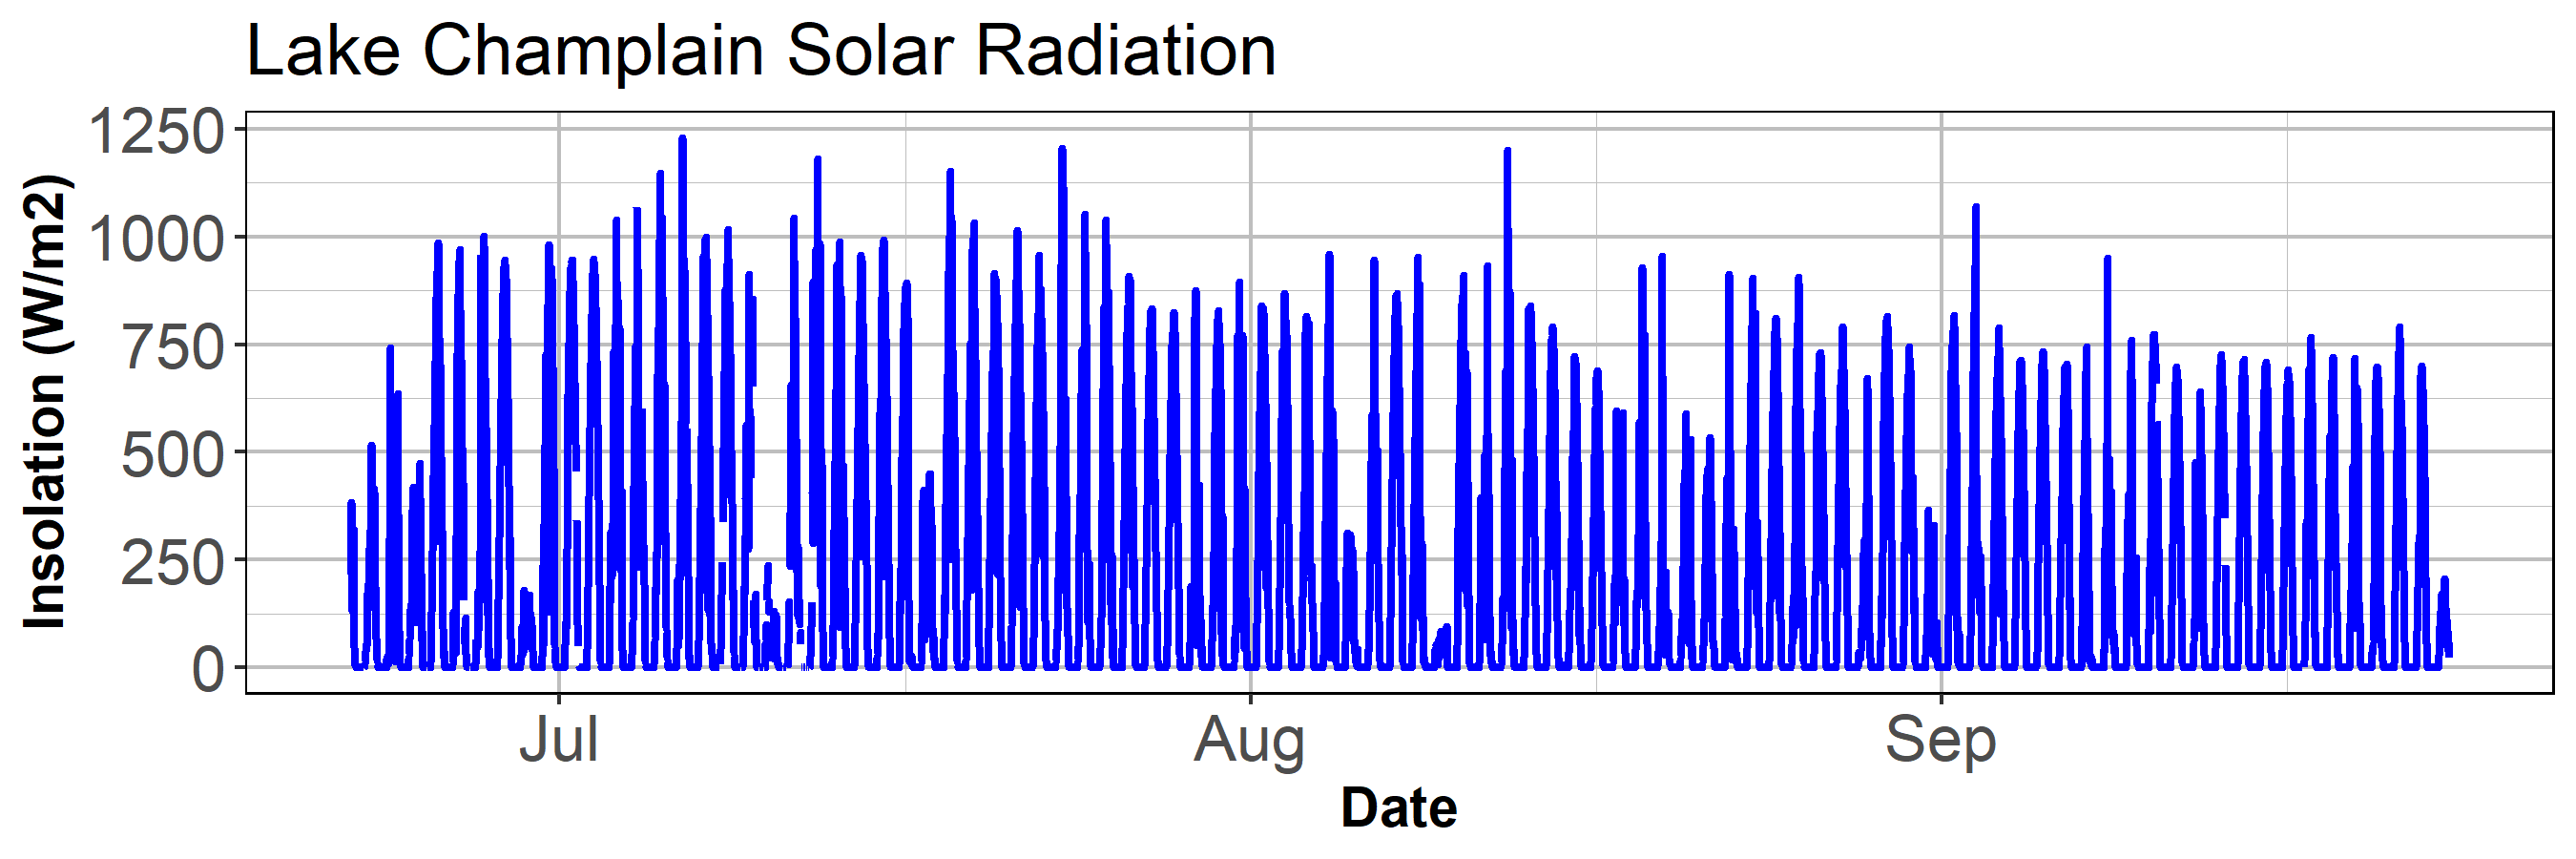 Lake Champlain Solar Radiation
Insolation (W/m2)
1250
1000
750
500
250
0
Jul Aug Sep
Date